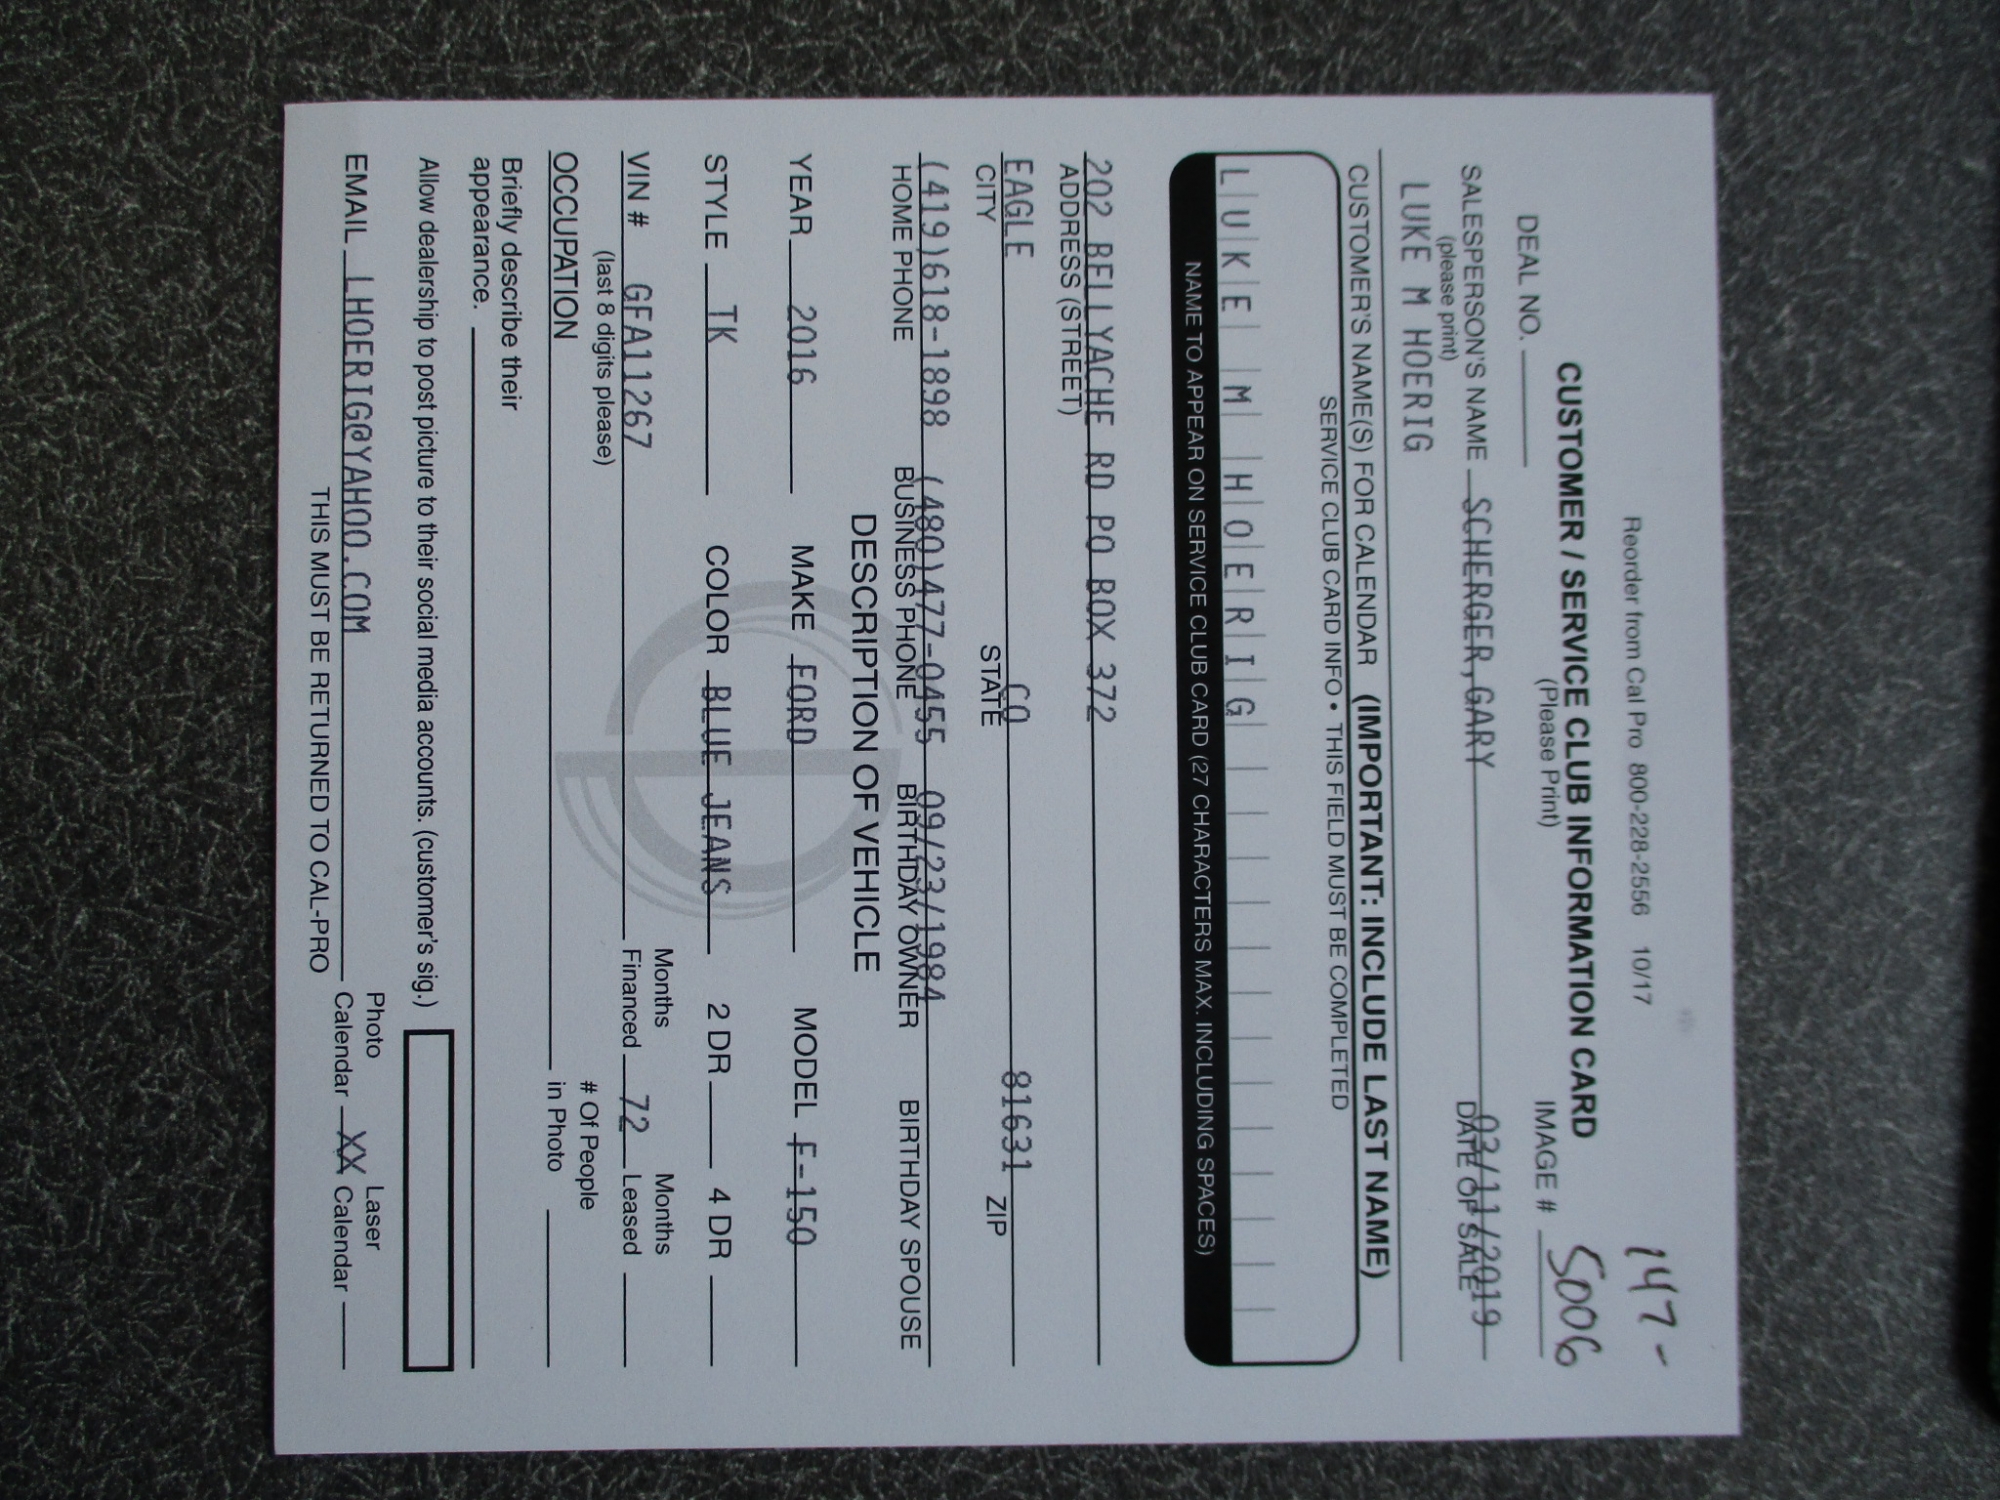 147-
Reorder from Cal Pro 800-228-2556 10/17
CUSTOMER / SERVICE CLUB INFORMATION CARD
(Please Print)
DEAL NO.
IMAGE # 5006
SALESPERSON'S NAME SCHERGER,GARY 03/11/2019
(please print) DATE OF SALE
LUKE M HOERIG
CUSTOMER'S NAME(S) FOR CALENDAR (IMPORTANT: INCLUDE LAST NAME)
SERVICE CLUB CARD INFO • THIS FIELD MUST BE COMPLETED
LUKE M HOERIG
NAME TO APPEAR ON SERVICE CLUB CARD (27 CHARACTERS MAX. INCLUDING SPACES)
202 BELLYACHE RD PO BOX 372
ADDRESS (STREET)
EAGLE CO 81631
CITY STATE ZIP
(419)618-1898 (480)477-0455 09/23/1984
HOME PHONE BUSINESS PHONE BIRTHDAY OWNER BIRTHDAY SPOUSE
DESCRIPTION OF VEHICLE
YEAR 2016 MAKE FORD MODEL F-150
STYLE TK COLOR BLUE JEANS 2 DR 4 DR
VIN # GFA11267 Months Financed 72 Months Leased
(last 8 digits please)
OCCUPATION # Of People in Photo
Briefly describe their
appearance.
Allow dealership to post picture to their social media accounts. (customer's sig.)
EMAIL LHOERIG@YAHOO.COM Photo Calendar XX Laser Calendar
THIS MUST BE RETURNED TO CAL-PRO